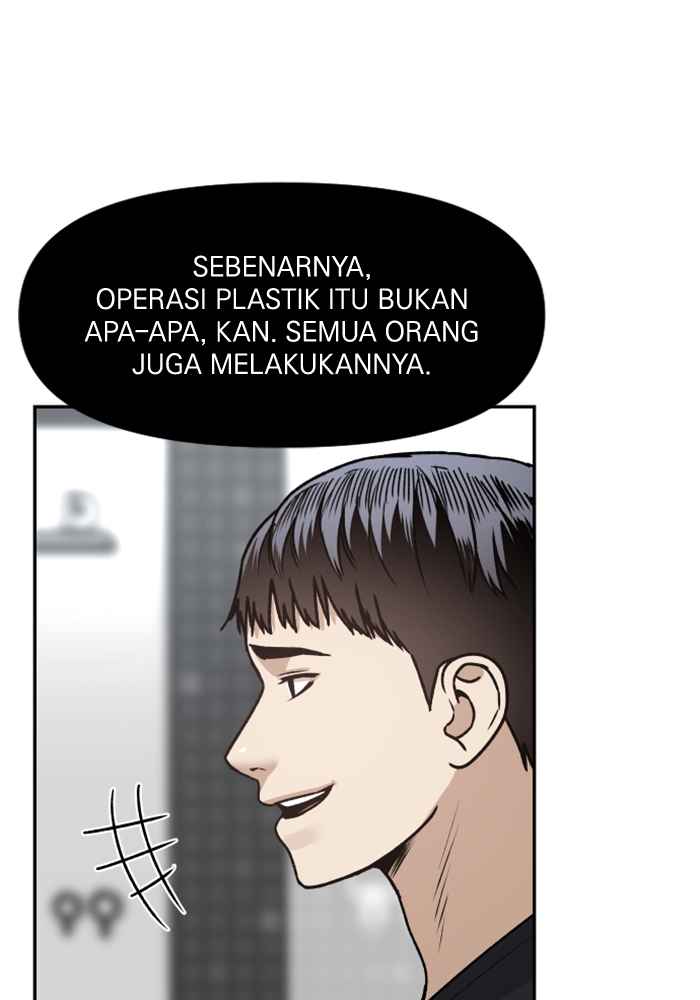 SEBENARNYA,
OPERASI PLASTIK ITU BUKAN
APA-APA, KAN. SEMUA ORANG
JUGA MELAKUKANNYA.